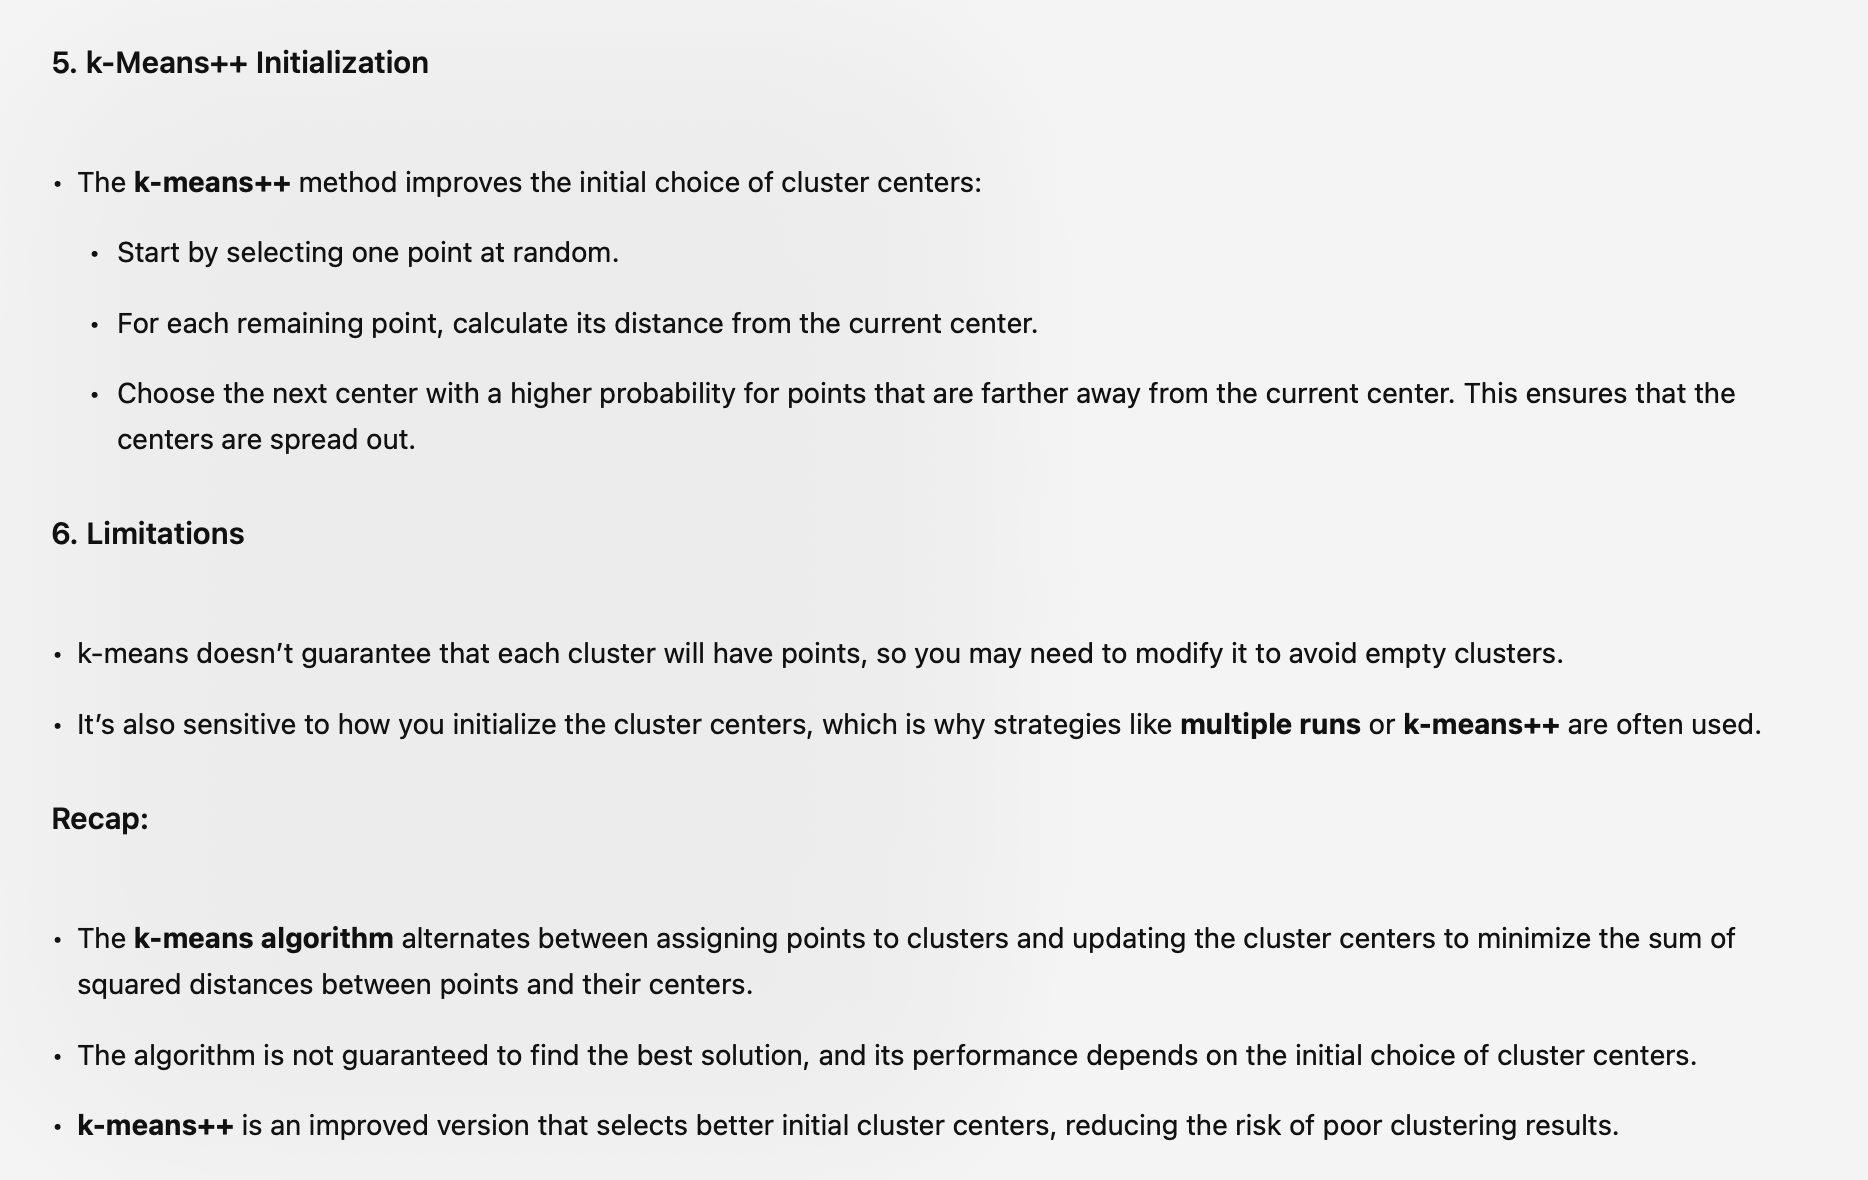 5. k-Means++ Initialization
• The k-means++ method improves the initial choice of cluster centers:
• Start by selecting one point at random.
• For each remaining point, calculate its distance from the current center.
• Choose the next center with a higher probability for points that are farther away from the current center. This ensures that the
centers are spread out.
6. Limitations
• k-means doesn’t guarantee that each cluster will have points, so you may need to modify it to avoid empty clusters.
• It’s also sensitive to how you initialize the cluster centers, which is why strategies like multiple runs or k-means++ are often used.
Recap:
• The k-means algorithm alternates between assigning points to clusters and updating the cluster centers to minimize the sum of
squared distances between points and their centers.
• The algorithm is not guaranteed to find the best solution, and its performance depends on the initial choice of cluster centers.
• k-means++ is an improved version that selects better initial cluster centers, reducing the risk of poor clustering results.